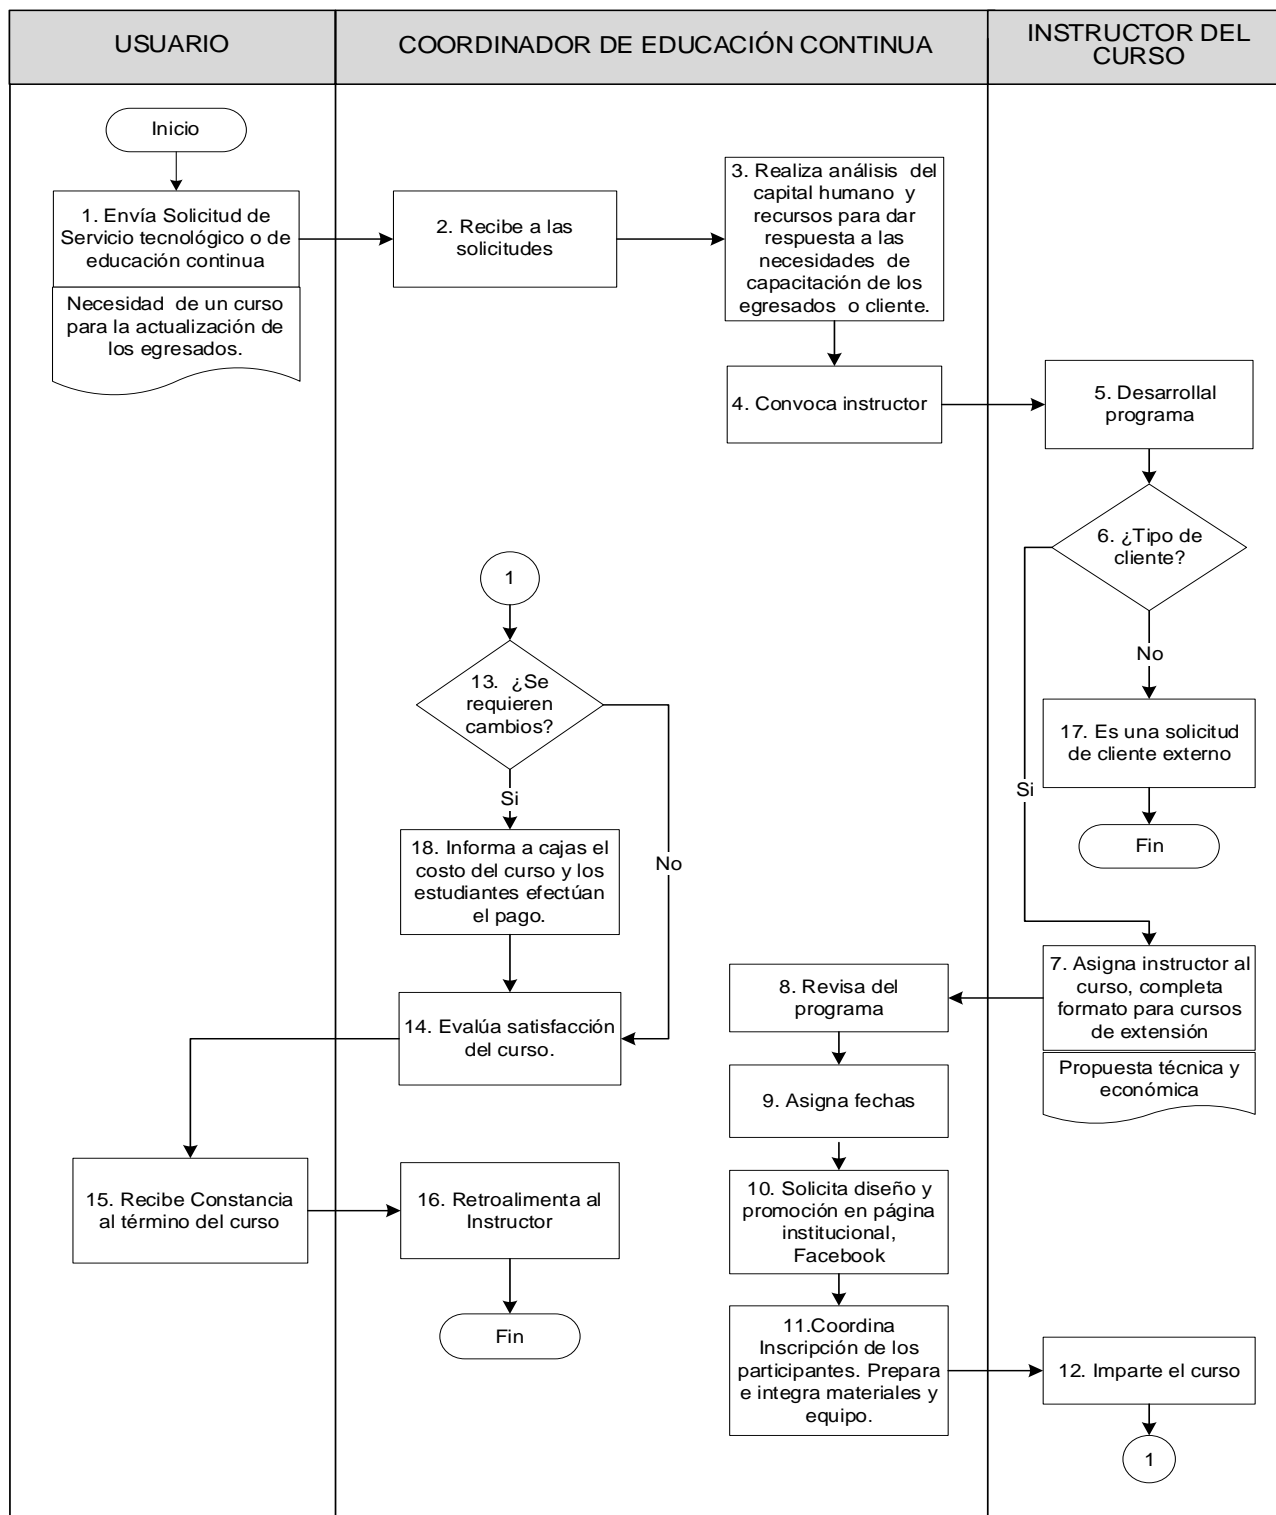 USUARIO
COORDINADOR DE EDUCACIÓN CONTINUA
INSTRUCTOR DEL
CURSO
Inicio
1. Envía Solicitud de
Servicio tecnológico o de
educación continua
Necesidad de un curso
para la actualización de
los egresados.
2. Recibe a las
solicitudes
3. Realiza análisis del
capital humano y
recursos para dar
respuesta a las
necesidades de
capacitación de los
egresados o cliente.
4. Convoca instructor
5. Desarrollal
programa
6. ¿Tipo de
cliente?
No
17. Es una solicitud
de cliente externo
Si
Fin
7. Asigna instructor al
curso, completa
formato para cursos
de extensión
Propuesta técnica y
económica
8. Revisa del
programa
9. Asigna fechas
10. Solicita diseño y
promoción en página
institucional,
Facebook
11.Coordina
Inscripción de los
participantes. Prepara
e integra materiales y
equipo.
12. Imparte el curso
1
1
13. ¿Se
requieren
cambios?
Si
No
18. Informa a cajas el
costo del curso y los
estudiantes efectúan
el pago.
14. Evalúa satisfacción
del curso.
15. Recibe Constancia
al término del curso
16. Retroalimenta al
Instructor
Fin